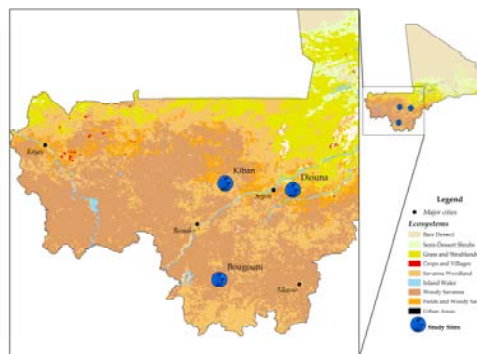 Kayes
Kiban
Segou
Diouna
Bamako
Bougouni
Sikasso
Legend
Major cities
Ecosystems
Bare Desert
Semi-Desert Shrubs
Grass and Shrublands
Crops and Villages
Savanna Woodland
Inland Water
Woody Savanna
Fields and Woody Sav
Urban Areas
Study Sites